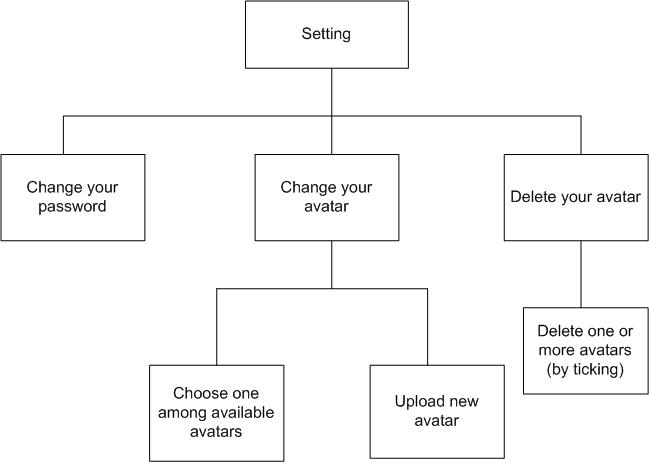 Setting
Change your
password
Change your
avatar
Delete your avatar
Delete one or
more avatars
(by ticking)
Choose one
among available
avatars
Upload new
avatar